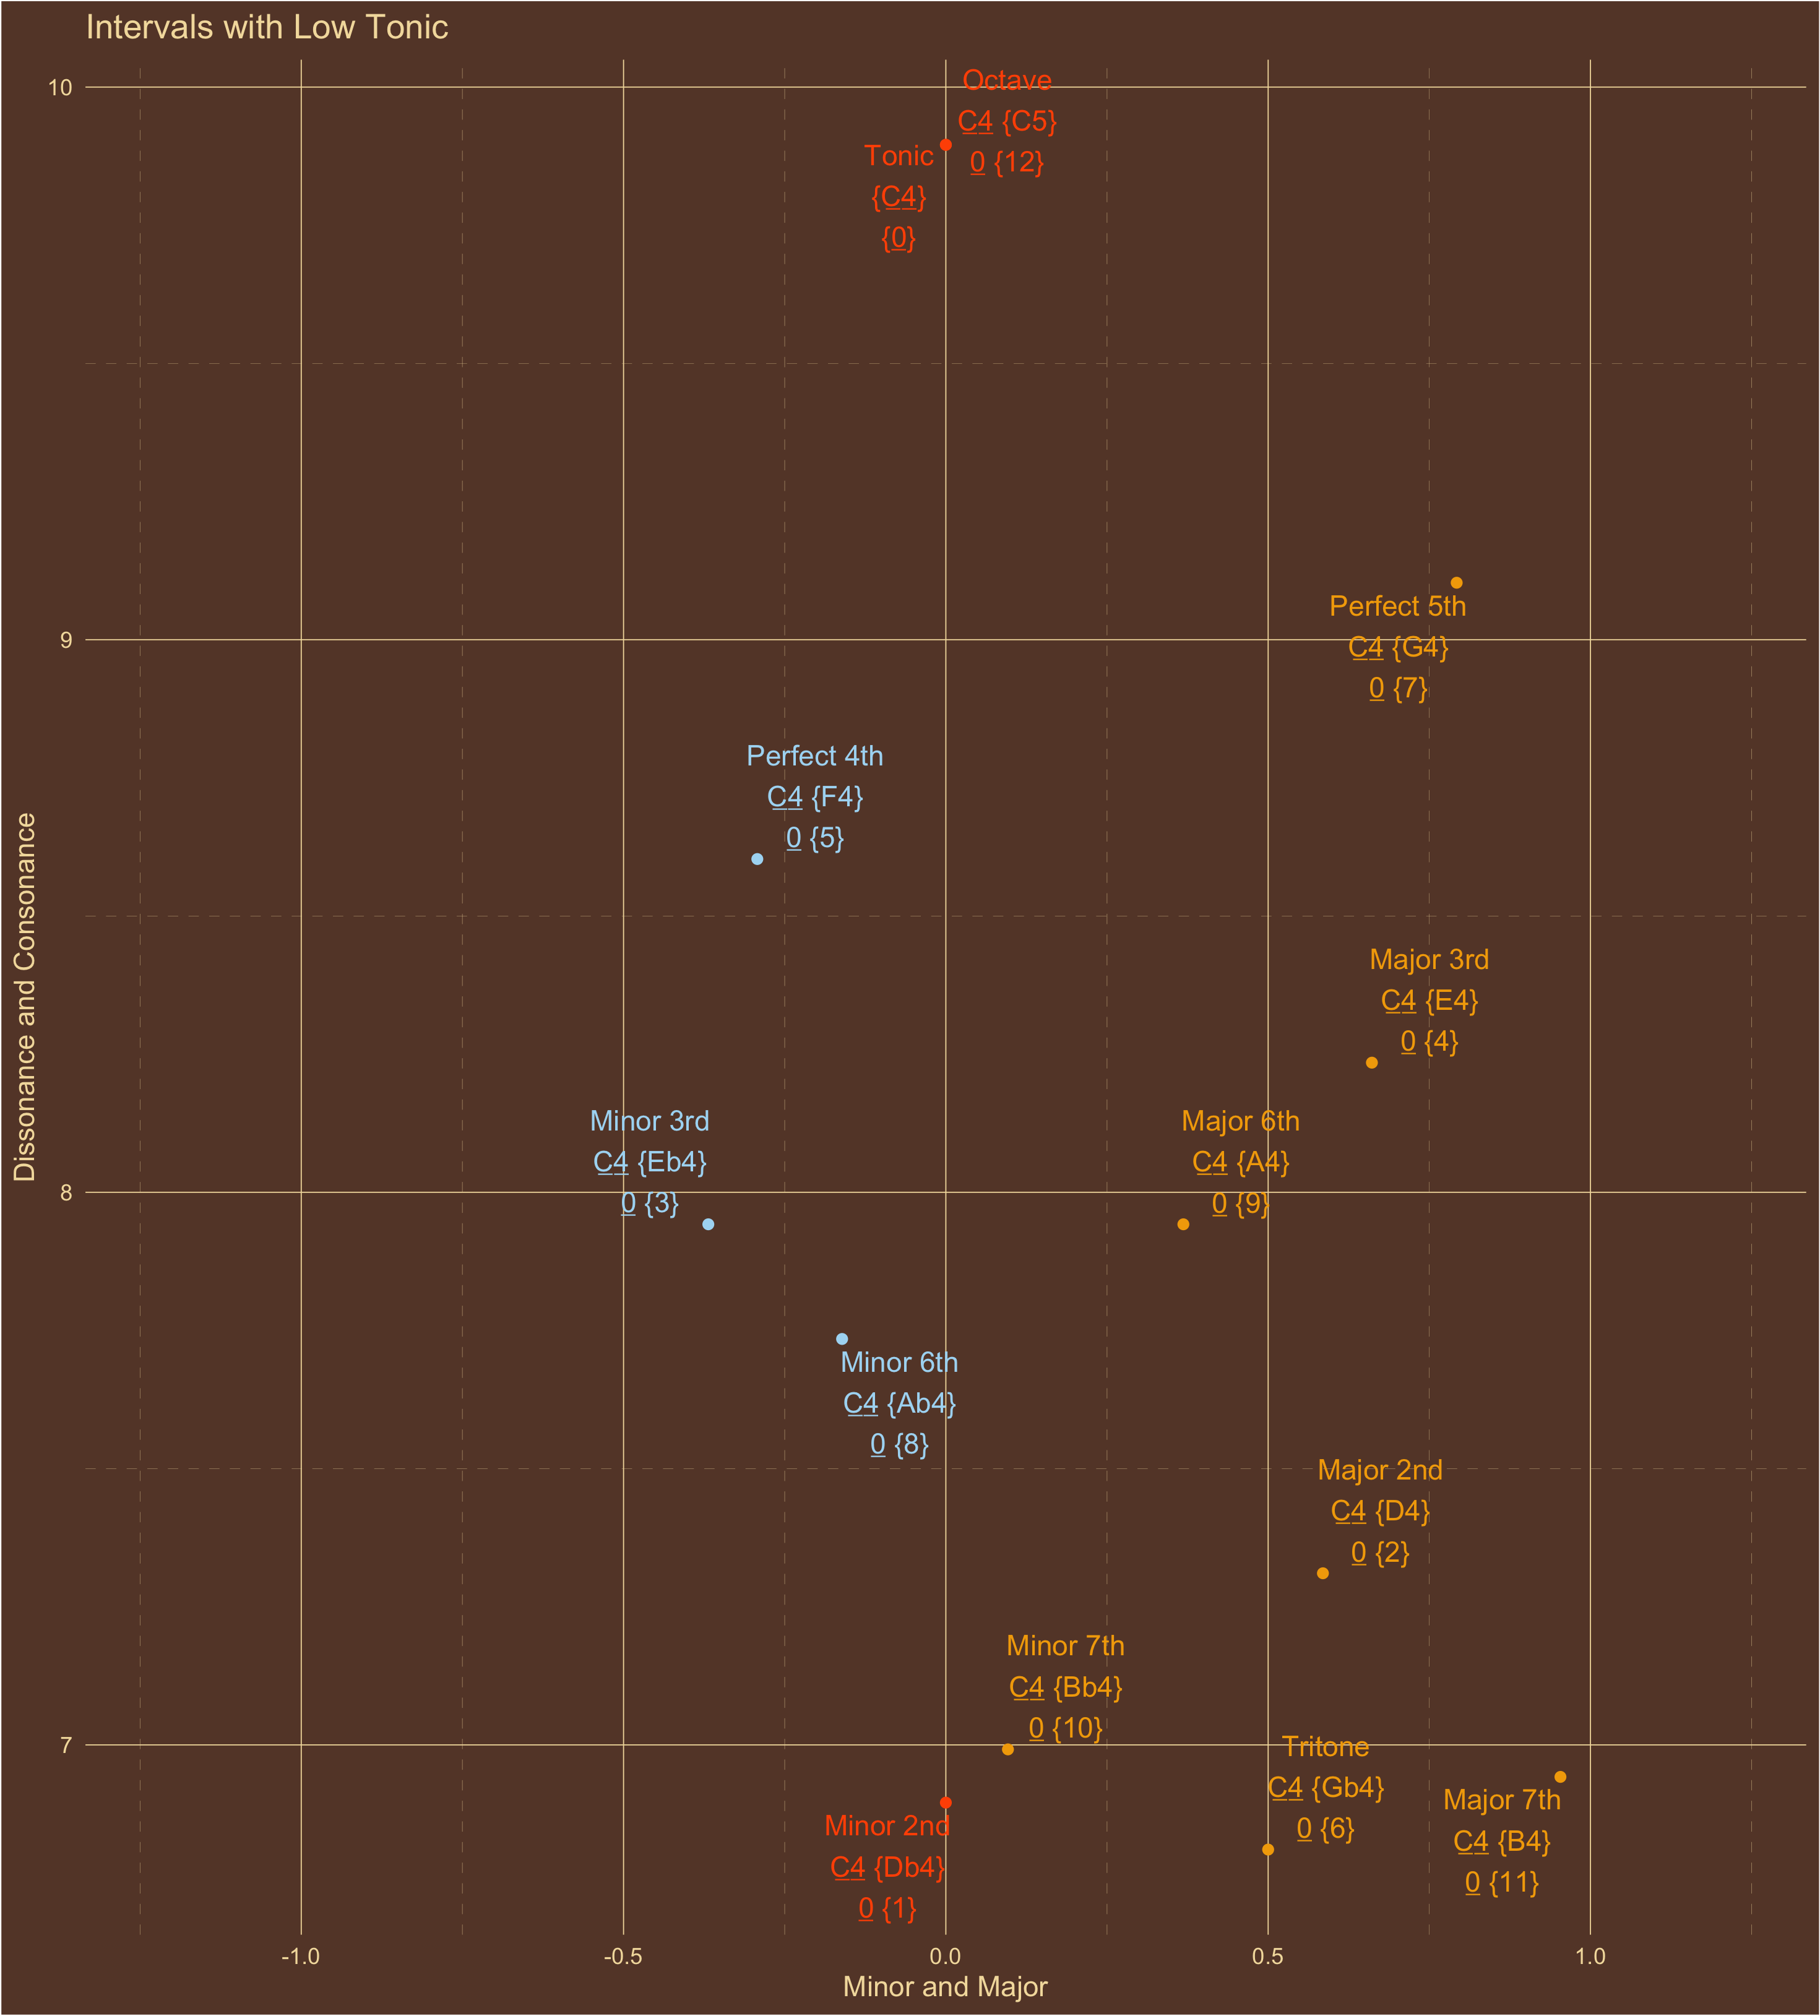 Intervals with Low Tonic
10
Octave
C4 {C5}
0 {12}
Tonic
{C4}
{0}
Perfect 5th
C4 {G4}
0 {7}
9
Perfect 4th
C4 {F4}
0 {5}
Major 3rd
C4 {E4}
0 {4}
Minor 3rd
C4 {Eb4}
0 {3}
Major 6th
C4 {A4}
0 {9}
8
Minor 6th
C4 {Ab4}
0 {8}
Major 2nd
C4 {D4}
0 {2}
Minor 7th
C4 {Bb4}
0 {10}
7
Tritone
C4 {Gb4}
0 {6}
Major 7th
C4 {B4}
0 {11}
Minor 2nd
C4 {Db4}
0 {1}
Dissonance and Consonance
-1.0 -0.5 0.0 0.5 1.0
Minor and Major